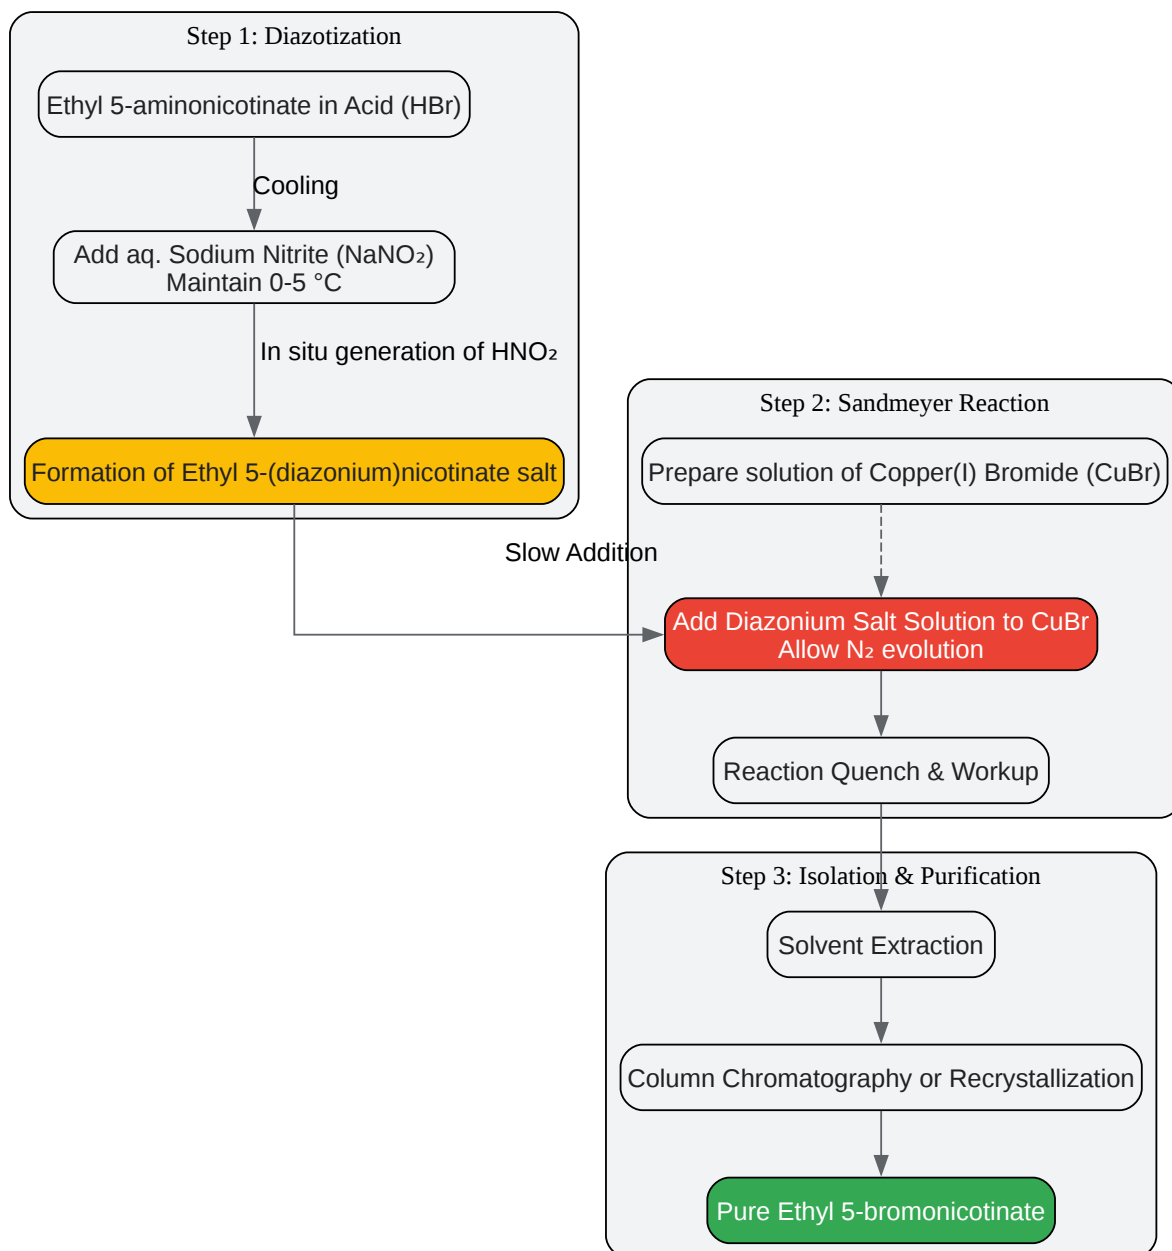 Step 1: Diazotization
Ethyl 5-aminonicotinate in Acid (HBr)
Cooling
Add aq. Sodium Nitrite (NaNO₂)
Maintain 0-5 °C
In situ generation of HNO₂
Formation of Ethyl 5-(diazonium)nicotinate salt
Slow Addition
Step 2: Sandmeyer Reaction
Prepare solution of Copper(I) Bromide (CuBr)
Add Diazonium Salt Solution to CuBr
Allow N₂ evolution
Reaction Quench & Workup
Step 3: Isolation & Purification
Solvent Extraction
Column Chromatography or Recrystallization
Pure Ethyl 5-bromonicotinate